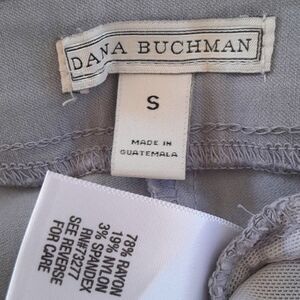 DANA BUCHMAN
S
MADE IN
GUATEMALA
78% RAYON
19% NYLON
3% SPANDEX
RN#73277
SEE REVERSE
FOR CARE